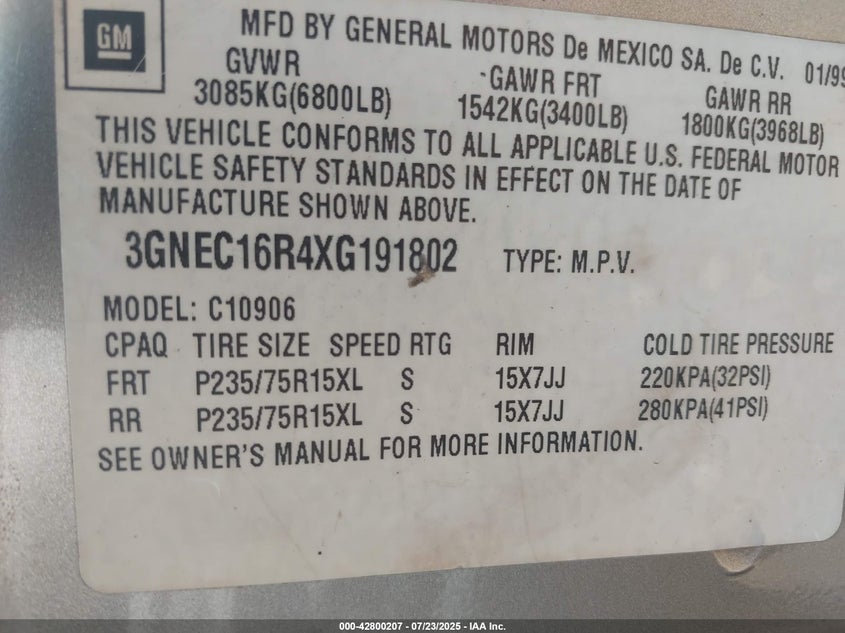 GM
MFD BY GENERAL MOTORS De MEXICO SA. De C.V. 01/99
GVWR GAWR FRT GAWR RR
3085KG(6800LB) 1542KG(3400LB) 1800KG(3968LB)
THIS VEHICLE CONFORMS TO ALL APPLICABLE U.S. FEDERAL MOTOR
VEHICLE SAFETY STANDARDS IN EFFECT ON THE DATE OF
MANUFACTURE SHOWN ABOVE.
3GNEC16R4XG191802 TYPE: M.P.V.
MODEL: C10906
CPAQ TIRE SIZE SPEED RTG RIM COLD TIRE PRESSURE
FRT P235/75R15XL S 15X7JJ 220KPA(32PSI)
RR P235/75R15XL S 15X7JJ 280KPA(41PSI)
SEE OWNER'S MANUAL FOR MORE INFORMATION.
000-42800207 - 07/23/2025 - IAA Inc.